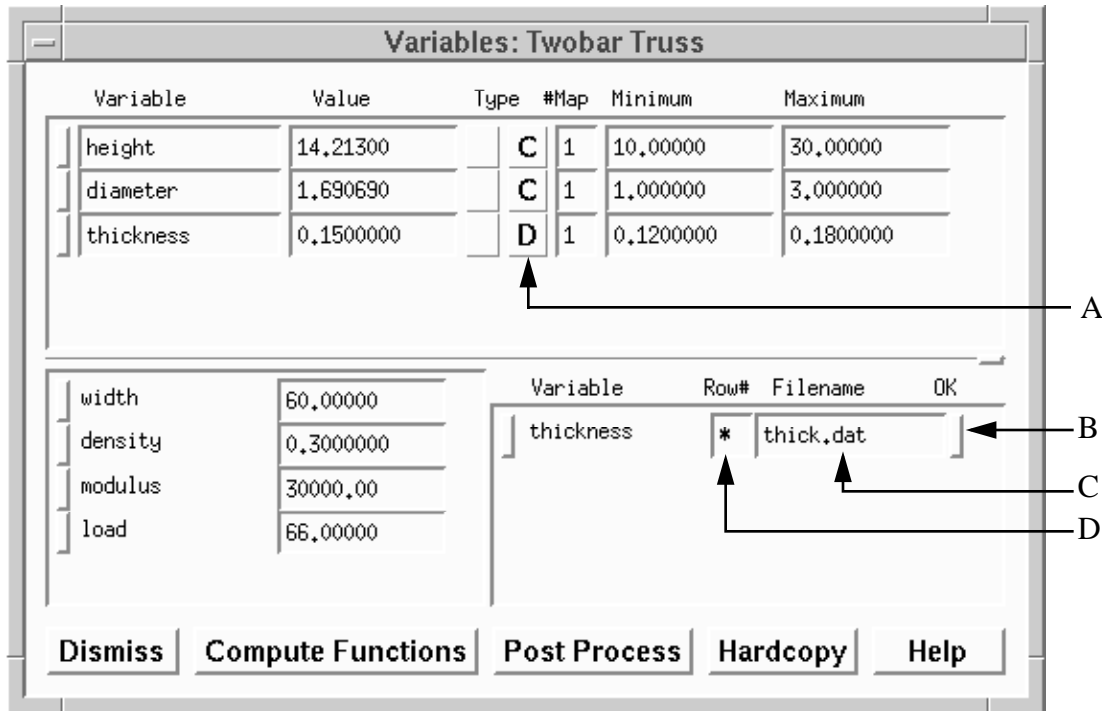 Variables: Twobar Truss
Variable Value Type #Map Minimum Maximum
height 14.21300 C 1 10.00000 30.00000
diameter 1.690690 C 1 1.000000 3.000000
thickness 0.1500000 D 1 0.1200000 0.1800000
A
width 60.00000
density 0.3000000
modulus 30000.00
load 66.00000
Variable Row# Filename OK
thickness * thick.dat
B
C
D
Dismiss Compute Functions Post Process Hardcopy Help